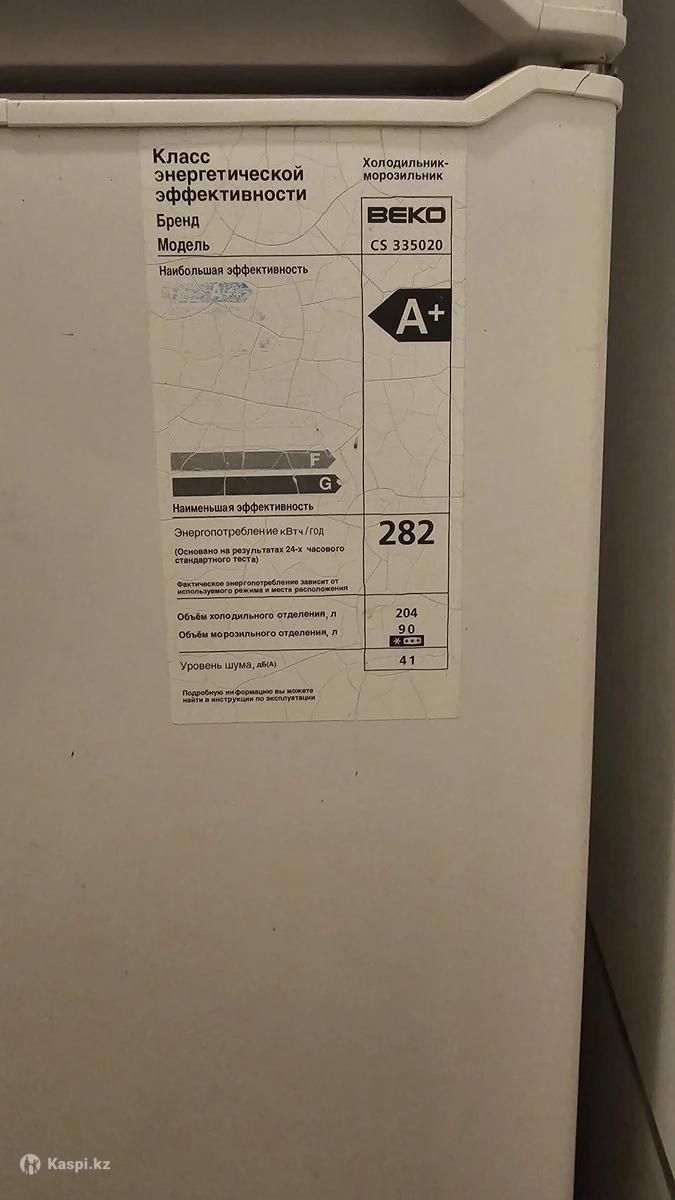 Класс
энергетической
эффективности
Холодильник-
морозильник
Бренд
BEKO
Модель
CS 335020
Наибольшая эффективность
A
A+
F
G
Наименьшая эффективность
Энергопотребление кВтч/год
282
(Основано на результатах 24-х часового
стандартного теста)
Фактическое энергопотребление зависит от
используемого режима и места расположения
Объём холодильного отделения, л
204
Объём морозильного отделения, л
90
Уровень шума, дБ(А)
41
Подробную информацию вы можете
найти в инструкции по эксплуатации
Kaspi.kz